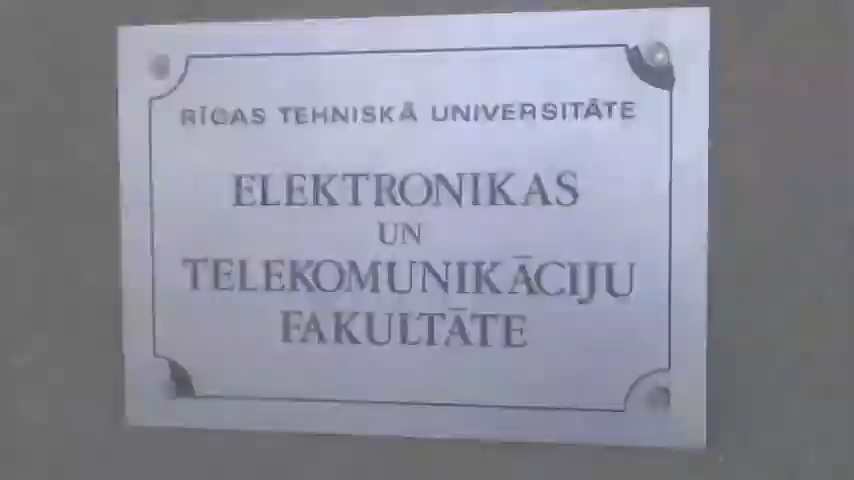 RĪGAS TEHNISKĀ UNIVERSITĀTE
ELEKTRONIKAS
UN
TELEKOMUNIKĀCIJU
FAKULTĀTE